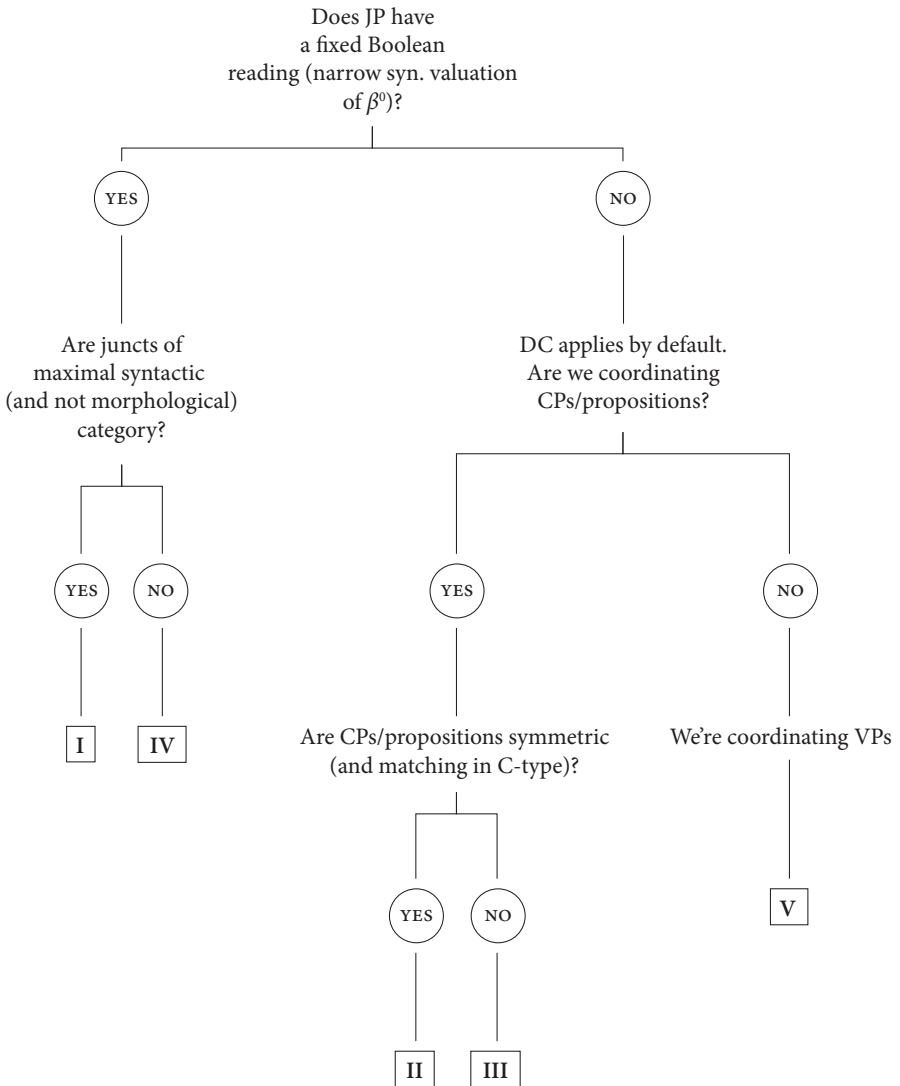 Does JP have
a fixed Boolean
reading (narrow syn. valuation
of β⁰)?
YES
NO
Are juncts of
maximal syntactic
(and not morphological)
category?
DC applies by default.
Are we coordinating
CPs/propositions?
YES
NO
YES
NO
I
IV
Are CPs/propositions symmetric
(and matching in C-type)?
We’re coordinating VPs
YES
NO
V
II
III